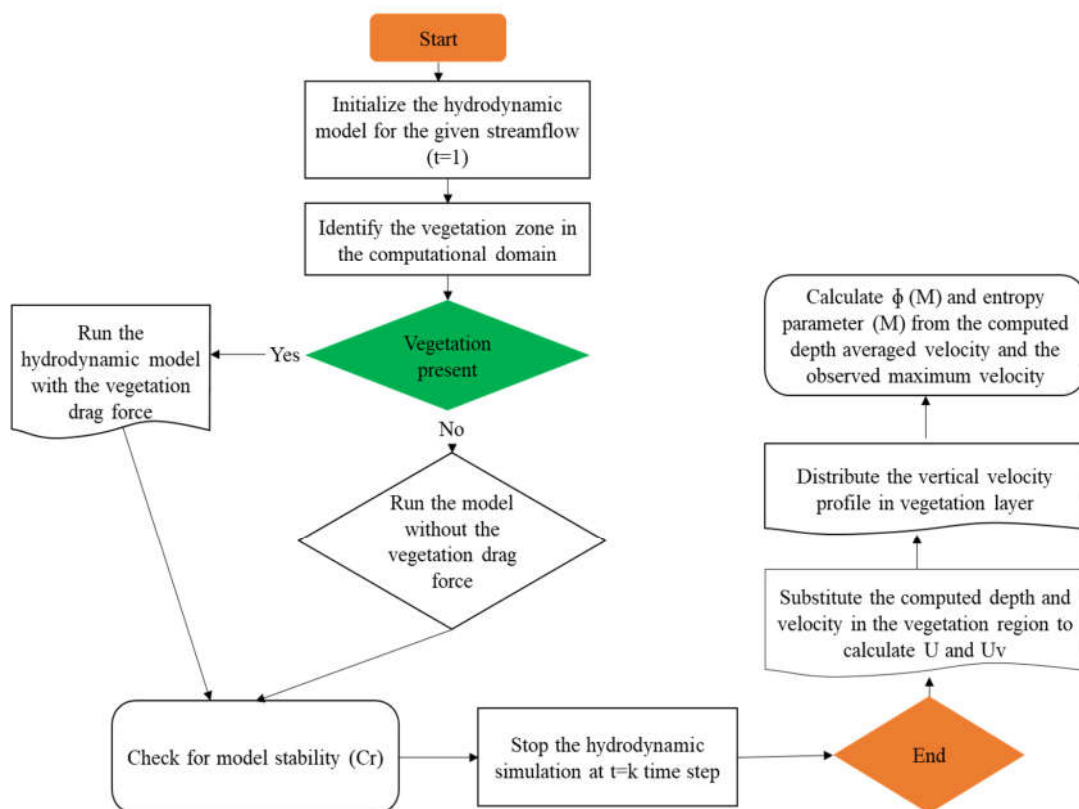 Start
Initialize the hydrodynamic
model for the given streamflow
(t=1)
Identify the vegetation zone in
the computational domain
Vegetation
present
Yes
Run the
hydrodynamic model
with the vegetation
drag force
No
Run the model
without the
vegetation drag
force
Check for model stability (Cr)
Stop the hydrodynamic
simulation at t=k time step
End
Substitute the computed depth and
velocity in the vegetation region to
calculate U and Uv
Distribute the vertical velocity
profile in vegetation layer
Calculate ϕ (M) and entropy
parameter (M) from the computed
depth averaged velocity and the
observed maximum velocity